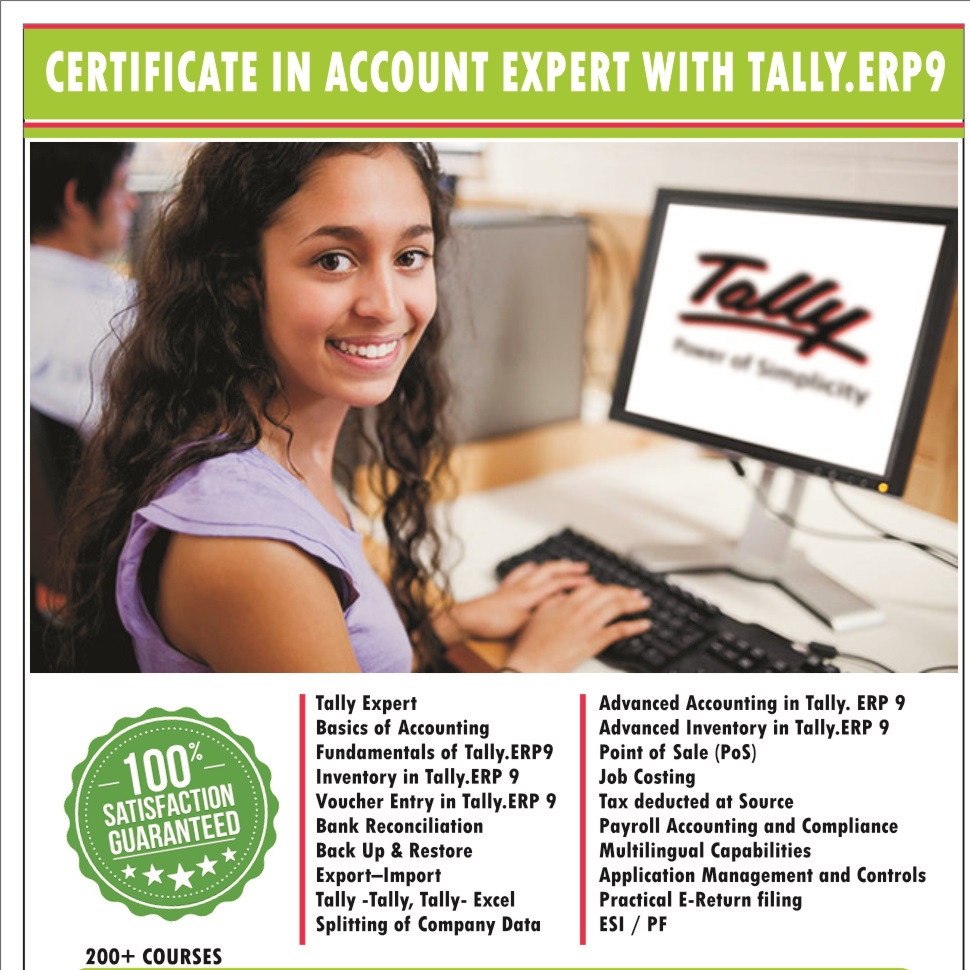 CERTIFICATE IN ACCOUNT EXPERT WITH TALLY.ERP9
Tally
Power of Simplicity
100%
SATISFACTION
GUARANTEED
200+ COURSES
Tally Expert
Basics of Accounting
Fundamentals of Tally.ERP9
Inventory in Tally.ERP 9
Voucher Entry in Tally.ERP 9
Bank Reconciliation
Back Up & Restore
Export–Import
Tally -Tally, Tally- Excel
Splitting of Company Data
Advanced Accounting in Tally. ERP 9
Advanced Inventory in Tally.ERP 9
Point of Sale (PoS)
Job Costing
Tax deducted at Source
Payroll Accounting and Compliance
Multilingual Capabilities
Application Management and Controls
Practical E-Return filing
ESI / PF